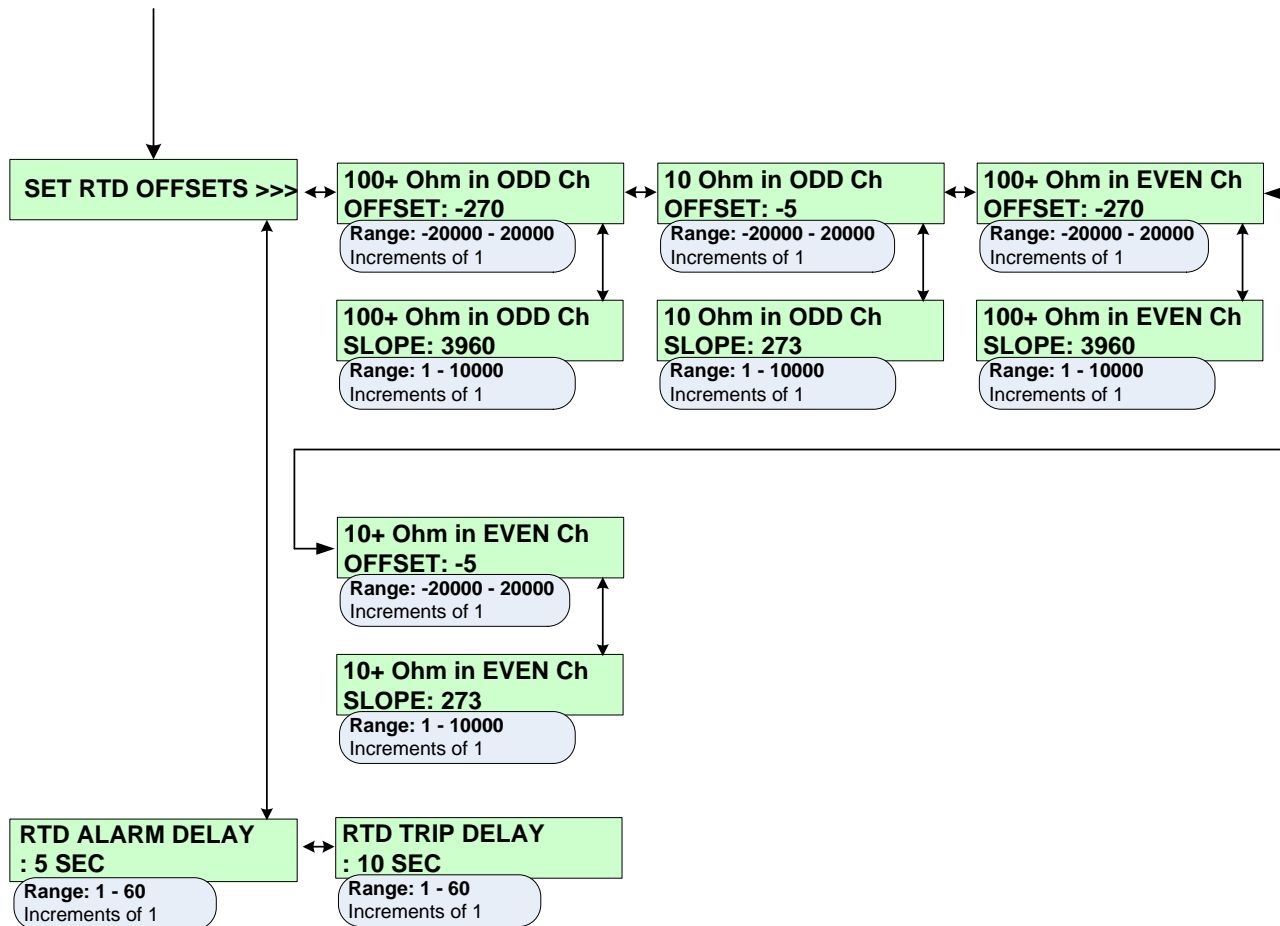 SET RTD OFFSETS >>>
100+ Ohm in ODD Ch
OFFSET: -270
Range: -20000 - 20000
Increments of 1
10 Ohm in ODD Ch
OFFSET: -5
Range: -20000 - 20000
Increments of 1
100+ Ohm in EVEN Ch
OFFSET: -270
Range: -20000 - 20000
Increments of 1
100+ Ohm in ODD Ch
SLOPE: 3960
Range: 1 - 10000
Increments of 1
10 Ohm in ODD Ch
SLOPE: 273
Range: 1 - 10000
Increments of 1
100+ Ohm in EVEN Ch
SLOPE: 3960
Range: 1 - 10000
Increments of 1
10+ Ohm in EVEN Ch
OFFSET: -5
Range: -20000 - 20000
Increments of 1
10+ Ohm in EVEN Ch
SLOPE: 273
Range: 1 - 10000
Increments of 1
RTD ALARM DELAY
: 5 SEC
Range: 1 - 60
Increments of 1
RTD TRIP DELAY
: 10 SEC
Range: 1 - 60
Increments of 1